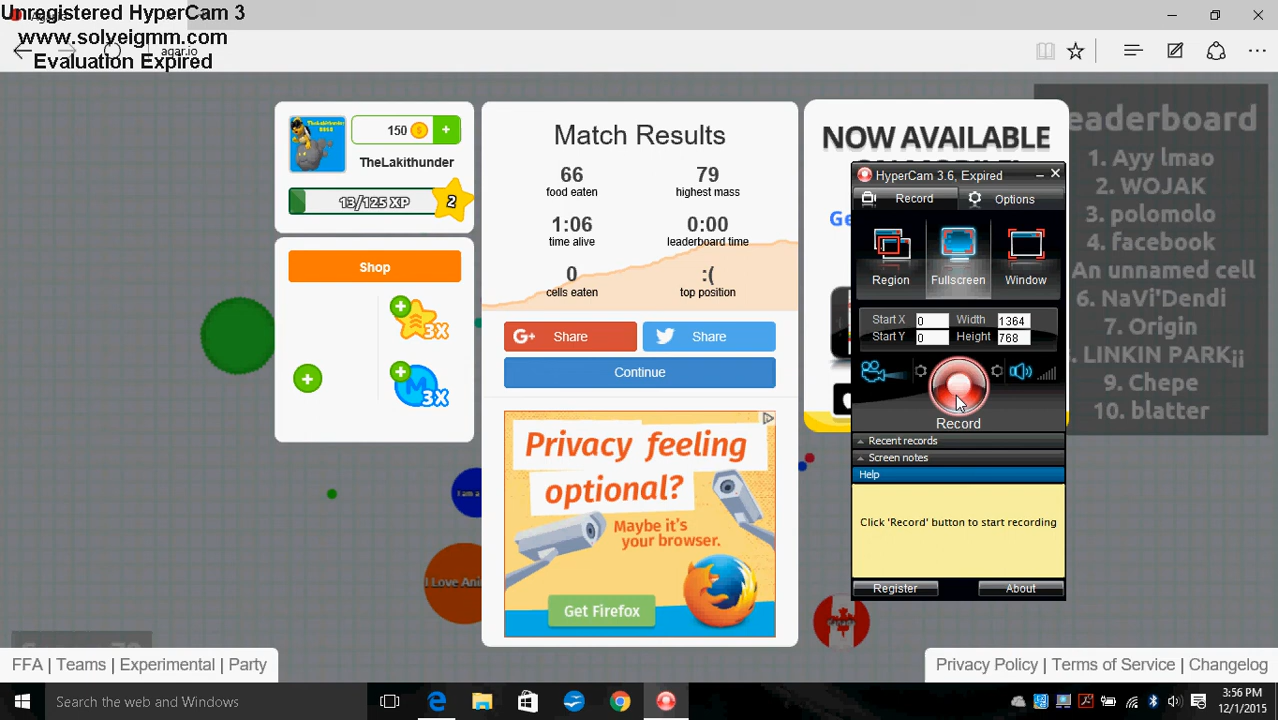 Unregistered HyperCam 3
www.solveigmm.com
Evaluation Expired
agar.io
150
TheLakithunder
13/125 XP
2
Shop
3X
3X
Match Results
66
food eaten
79
highest mass
1:06
time alive
0:00
leaderboard time
0
cells eaten
:(
top position
Share
Share
Continue
Privacy feeling
optional?
Maybe it's
your browser.
Get Firefox
NOW AVAILABLE
Ge
HyperCam 3.6, Expired
Record
Options
Region
Fullscreen
Window
Start X 0 Width 1364
Start Y 0 Height 768
Record
Recent records
Screen notes
Help
Click 'Record' button to start recording
Register
About
eaderboard
1. Ayy lmao
2. WOJAK
3. polomolo
4. facebook
An unnamed cell
6. NaVi'Dendi
7. Origin
. LINKIN PARK¡¡
9. Chepe
10. blatter
I am a
I Love Ani
Canada
FFA | Teams | Experimental | Party
Privacy Policy | Terms of Service | Changelog
Search the web and Windows
3:56 PM
12/1/2015